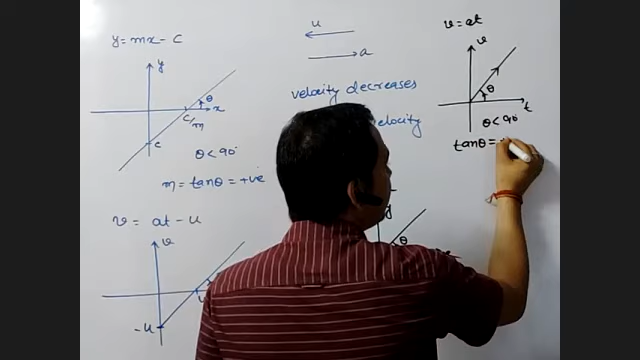 y = mx - c
y
x
θ
c/m
c
θ < 90°
m = tanθ = +ve
v = at - u
v
-u
u
a
velocity decreases
velocity
θ
v = at
v
θ
t
θ < 90°
tanθ =